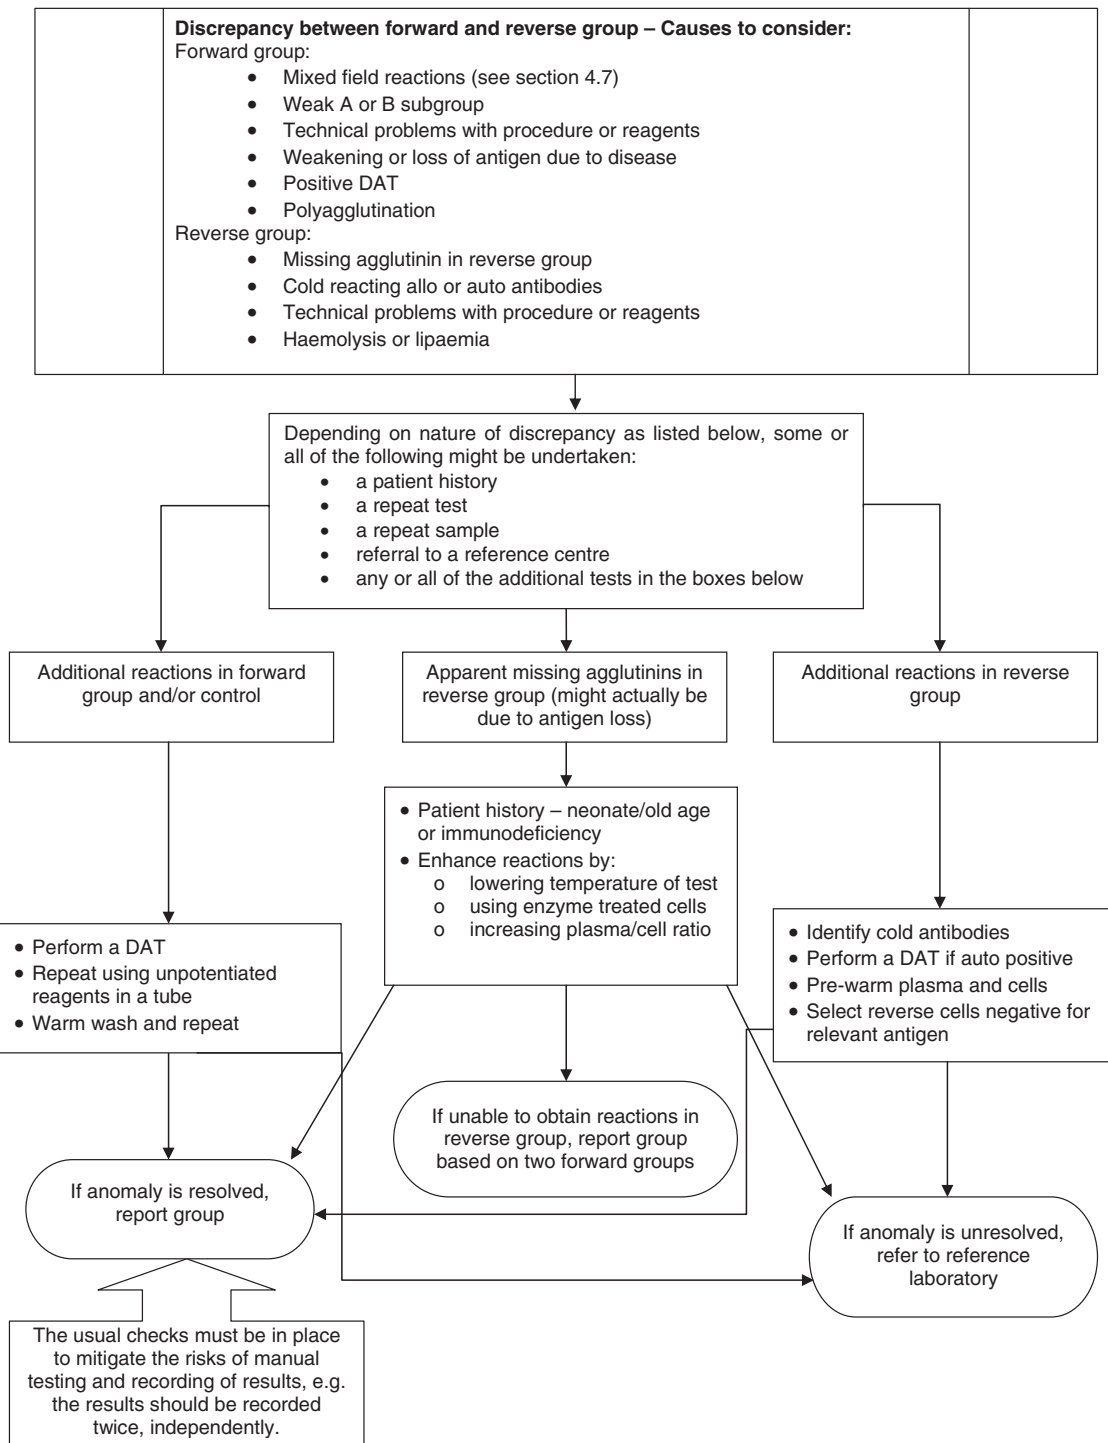 Discrepancy between forward and reverse group – Causes to consider:
Forward group:
• Mixed field reactions (see section 4.7)
• Weak A or B subgroup
• Technical problems with procedure or reagents
• Weakening or loss of antigen due to disease
• Positive DAT
• Polyagglutination
Reverse group:
• Missing agglutinin in reverse group
• Cold reacting allo or auto antibodies
• Technical problems with procedure or reagents
• Haemolysis or lipaemia
Depending on nature of discrepancy as listed below, some or
all of the following might be undertaken:
• a patient history
• a repeat test
• a repeat sample
• referral to a reference centre
• any or all of the additional tests in the boxes below
Additional reactions in forward
group and/or control
Apparent missing agglutinins in
reverse group (might actually be
due to antigen loss)
Additional reactions in reverse
group
• Patient history – neonate/old age
or immunodeficiency
• Enhance reactions by:
o lowering temperature of test
o using enzyme treated cells
o increasing plasma/cell ratio
• Perform a DAT
• Repeat using unpotentiated
reagents in a tube
• Warm wash and repeat
• Identify cold antibodies
• Perform a DAT if auto positive
• Pre-warm plasma and cells
• Select reverse cells negative for
relevant antigen
If unable to obtain reactions in
reverse group, report group
based on two forward groups
If anomaly is resolved,
report group
If anomaly is unresolved,
refer to reference
laboratory
The usual checks must be in place
to mitigate the risks of manual
testing and recording of results, e.g.
the results should be recorded
twice, independently.